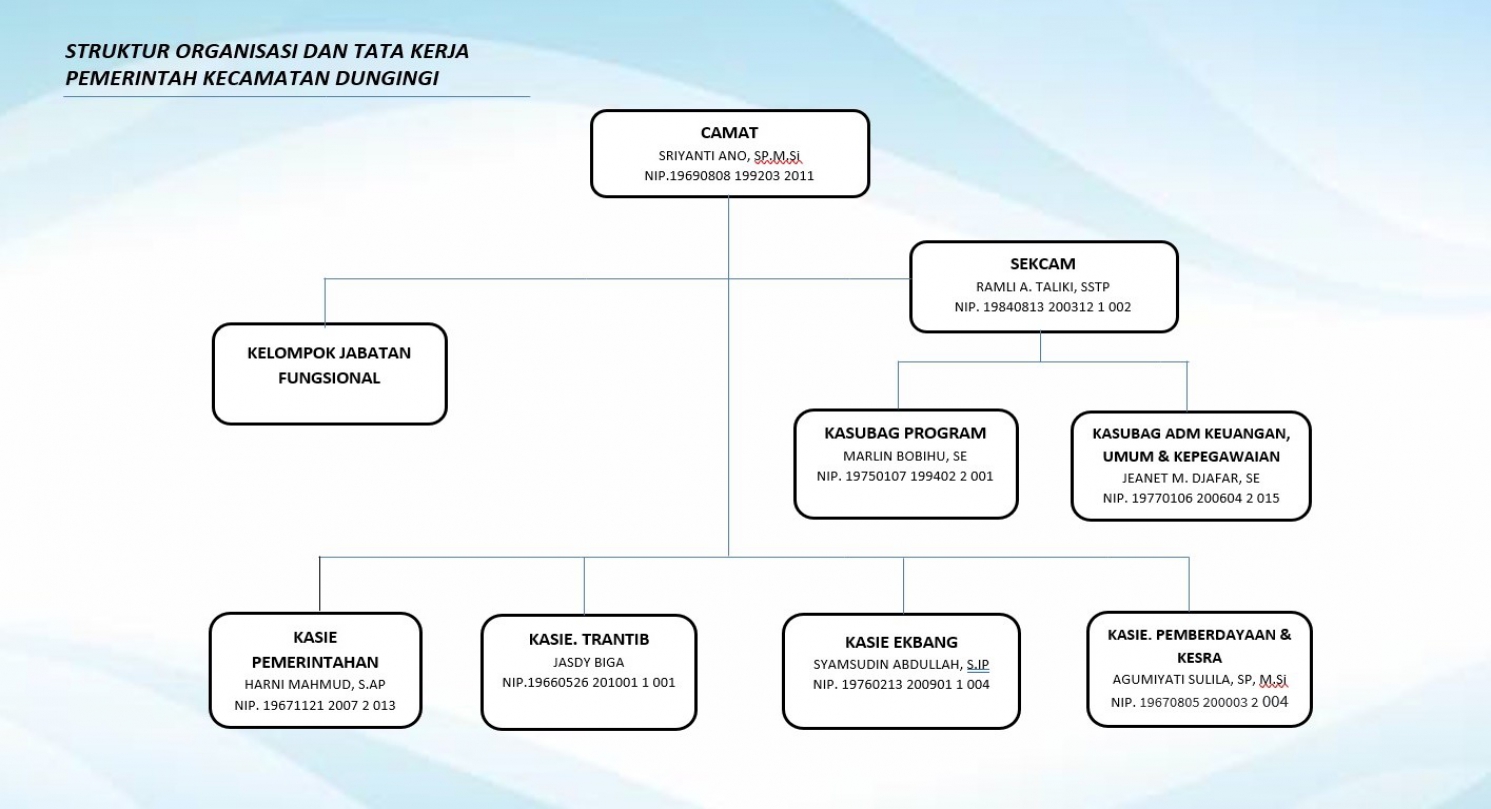 STRUKTUR ORGANISASI DAN TATA KERJA
PEMERINTAH KECAMATAN DUNGINGI
CAMAT
SRIYANTI ANO, SP.M.Si
NIP.19690808 199203 2011
SEKCAM
RAMLI A. TALIKI, SSTP
NIP. 19840813 200312 1 002
KELOMPOK JABATAN
FUNGSIONAL
KASUBAG PROGRAM
MARLIN BOBIHU, SE
NIP. 19750107 199402 2 001
KASUBAG ADM KEUANGAN,
UMUM & KEPEGAWAIAN
JEANET M. DJAFAR, SE
NIP. 19770106 200604 2 015
KASIE
PEMERINTAHAN
HARNI MAHMUD, S.AP
NIP. 19671121 2007 2 013
KASIE. TRANTIB
JASDY BIGA
NIP.19660526 201001 1 001
KASIE EKBANG
SYAMSUDIN ABDULLAH, S.IP
NIP. 19760213 200901 1 004
KASIE. PEMBERDAYAAN &
KESRA
AGUMIYATI SULILA, SP, M.Si
NIP. 19670805 200003 2 004